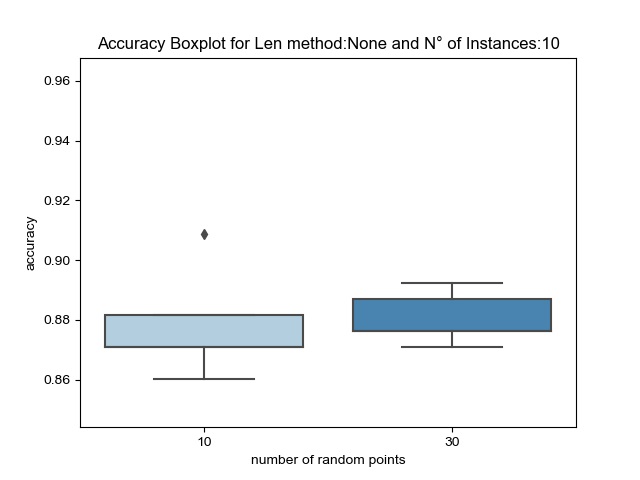 Accuracy Boxplot for Len method:None and N° of Instances:10
0.96
0.94
0.92
0.90
0.88
0.86
accuracy
10 30
number of random points